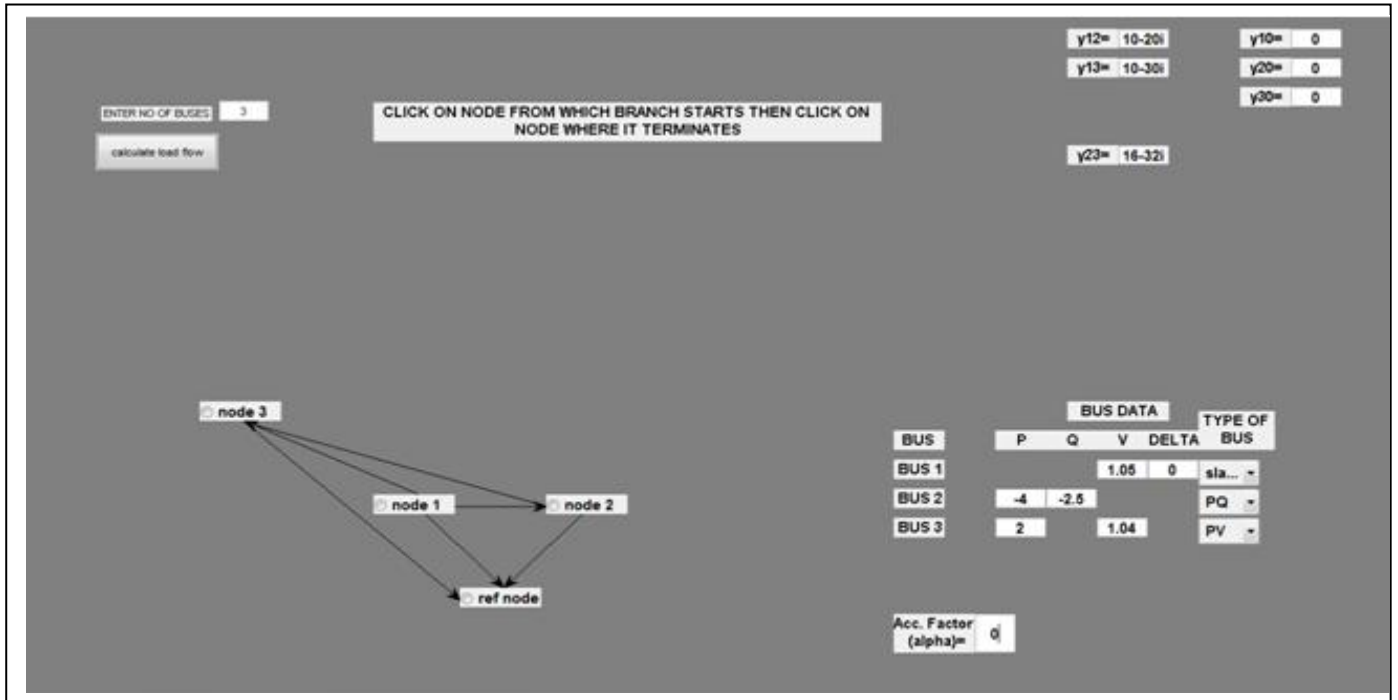 y12= 10-20i y10= 0
y13= 10-30i y20= 0
y30= 0
ENTER NO OF BUSES 3
CLICK ON NODE FROM WHICH BRANCH STARTS THEN CLICK ON
NODE WHERE IT TERMINATES
calculate load flow
y23= 16-32i
node 3
node 1
node 2
ref node
BUS DATA
TYPE OF
BUS
BUS P Q V DELTA
BUS 1 1.05 0 sla...
BUS 2 -4 -2.5 PQ
BUS 3 2 1.04 PV
Acc. Factor
(alpha)= 0